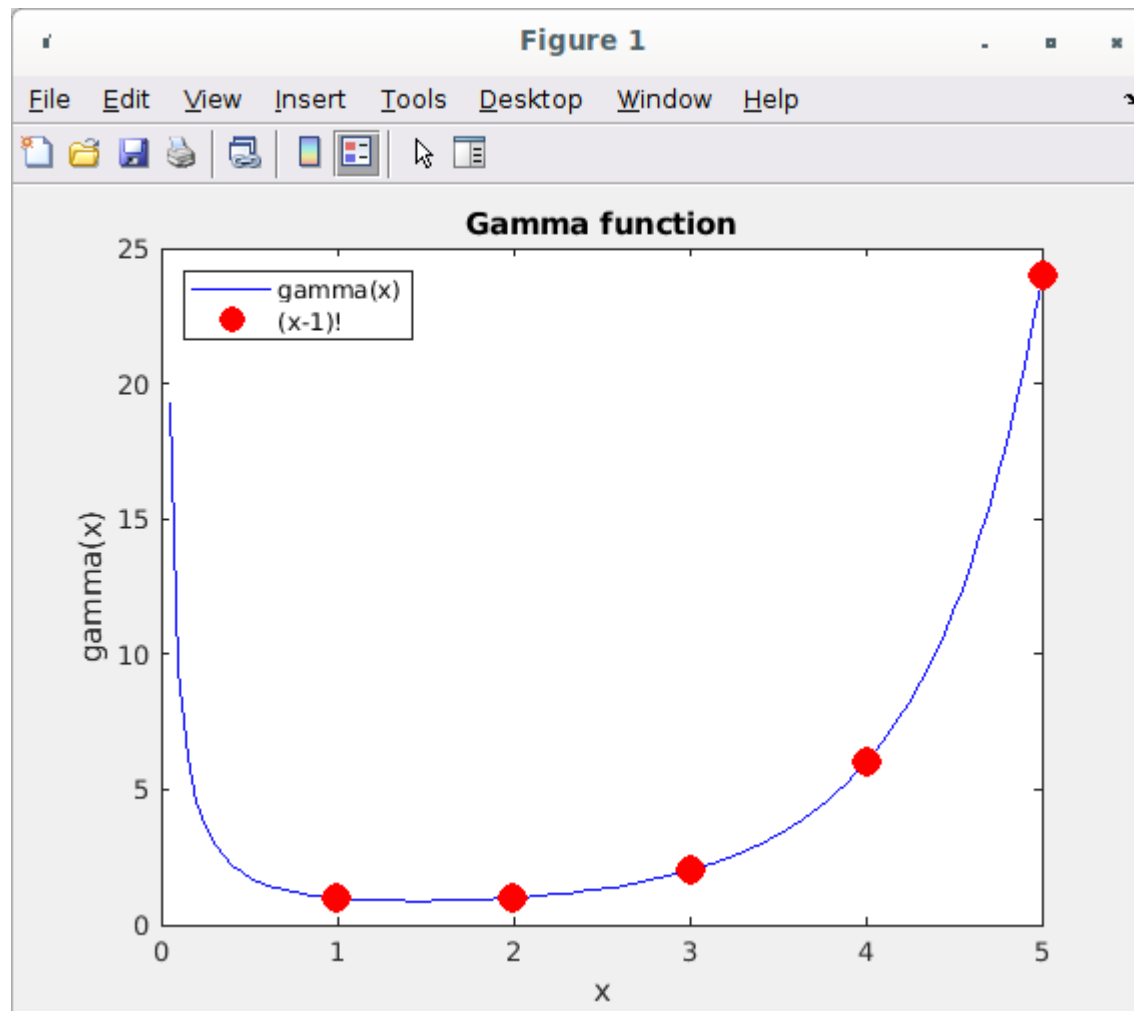 Figure 1
File Edit View Insert Tools Desktop Window Help
Gamma function
gamma(x)
(x-1)!
25
20
15
10
5
0
gamma(x)
0 1 2 3 4 5
x